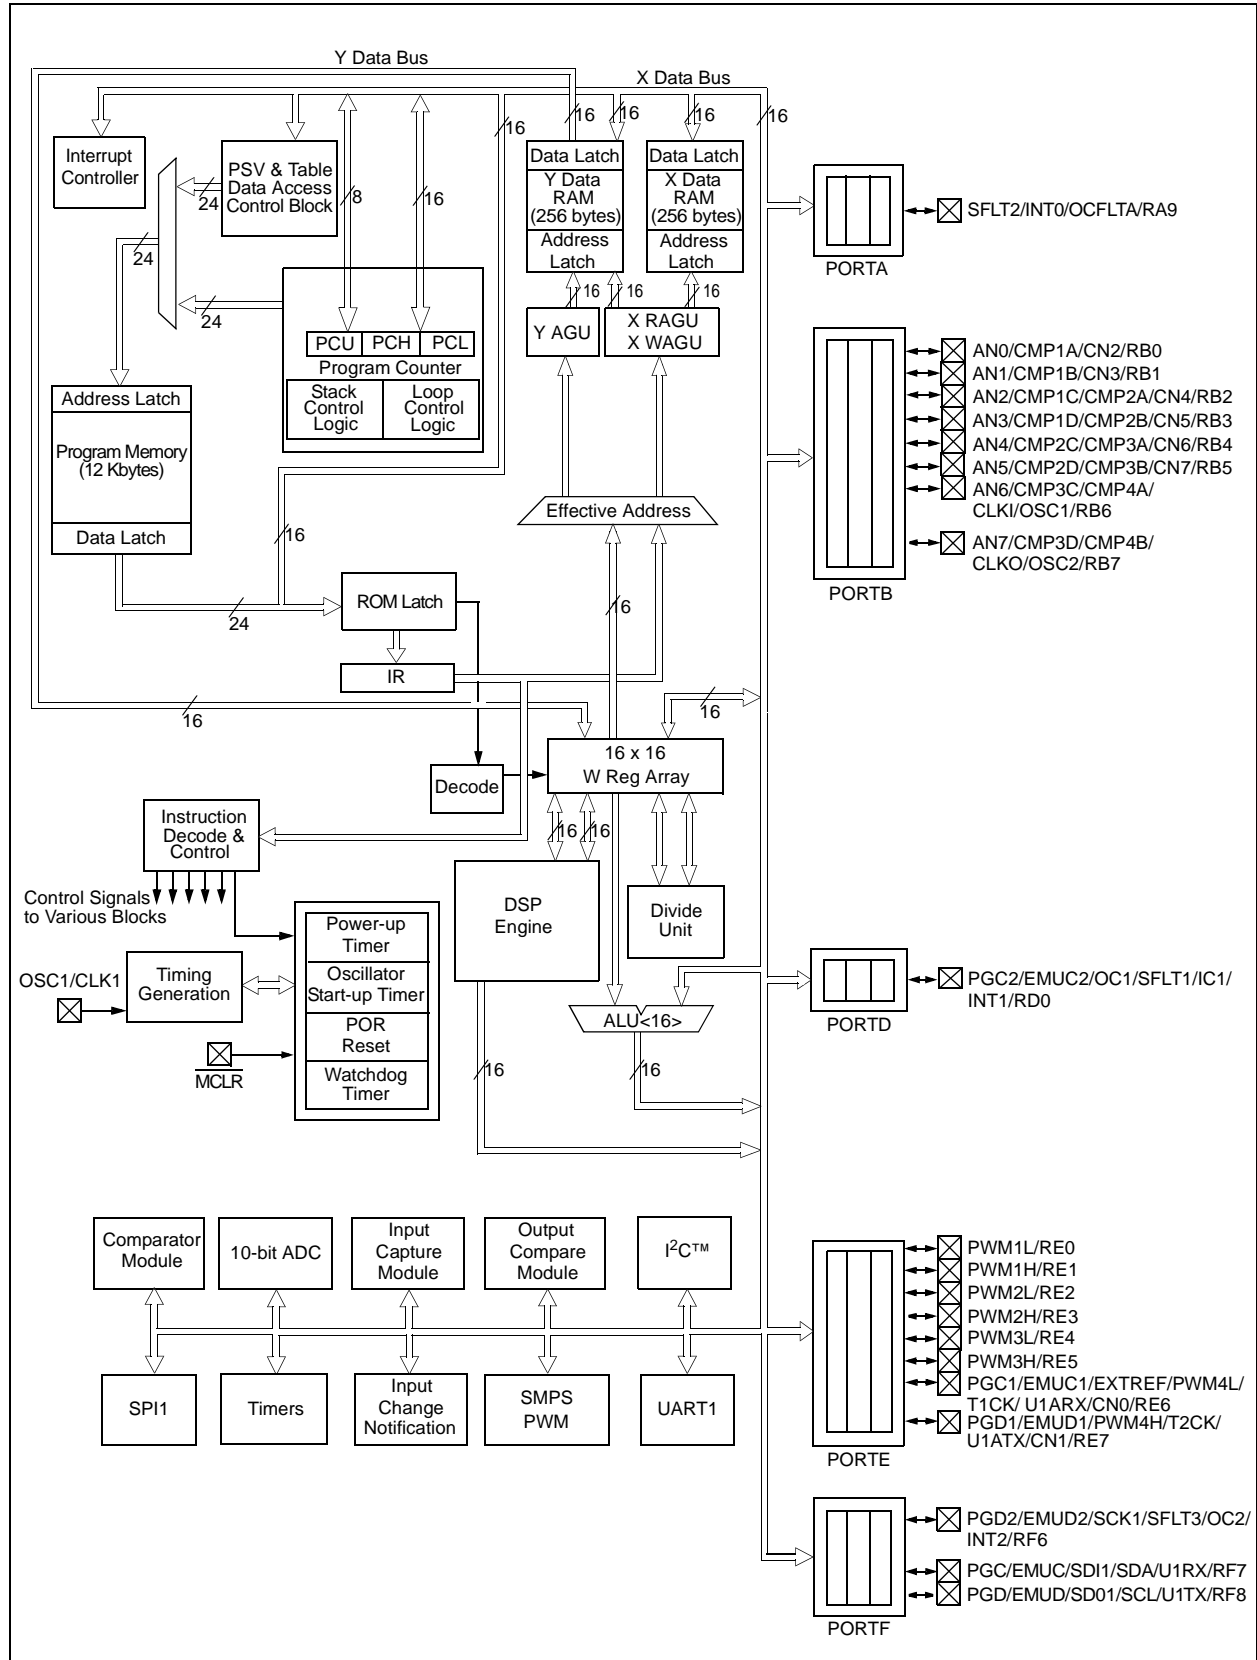 Y Data Bus
X Data Bus
16
16
16
16
16
Interrupt
Controller
PSV & Table
Data Access
Control Block
24
8
16
24
24
Data Latch
Y Data
RAM
(256 bytes)
Address
Latch
Data Latch
X Data
RAM
(256 bytes)
Address
Latch
16
16
16
Y AGU
X RAGU
X WAGU
PCU
PCH
PCL
Program Counter
Stack
Control
Logic
Loop
Control
Logic
Address Latch
Program Memory
(12 Kbytes)
Data Latch
16
24
Effective Address
16
ROM Latch
IR
16
16
16 x 16
W Reg Array
Decode
16
16
Instruction
Decode &
Control
Control Signals
to Various Blocks
DSP
Engine
Divide
Unit
Power-up
Timer
Oscillator
Start-up Timer
POR
Reset
Watchdog
Timer
OSC1/CLK1
Timing
Generation
MCLR
ALU<16>
16
16
Comparator
Module
10-bit ADC
Input
Capture
Module
Output
Compare
Module
I2C™
SPI1
Timers
Input
Change
Notification
SMPS
PWM
UART1
SFLT2/INT0/OCFLTA/RA9
PORTA
AN0/CMP1A/CN2/RB0
AN1/CMP1B/CN3/RB1
AN2/CMP1C/CMP2A/CN4/RB2
AN3/CMP1D/CMP2B/CN5/RB3
AN4/CMP2C/CMP3A/CN6/RB4
AN5/CMP2D/CMP3B/CN7/RB5
AN6/CMP3C/CMP4A/
CLKI/OSC1/RB6
AN7/CMP3D/CMP4B/
CLKO/OSC2/RB7
PORTB
PGC2/EMUC2/OC1/SFLT1/IC1/
INT1/RD0
PORTD
PWM1L/RE0
PWM1H/RE1
PWM2L/RE2
PWM2H/RE3
PWM3L/RE4
PWM3H/RE5
PGC1/EMUC1/EXTREF/PWM4L/
T1CK/ U1ARX/CN0/RE6
PGD1/EMUD1/PWM4H/T2CK/
U1ATX/CN1/RE7
PORTE
PGD2/EMUD2/SCK1/SFLT3/OC2/
INT2/RF6
PGC/EMUC/SDI1/SDA/U1RX/RF7
PGD/EMUD/SD01/SCL/U1TX/RF8
PORTF